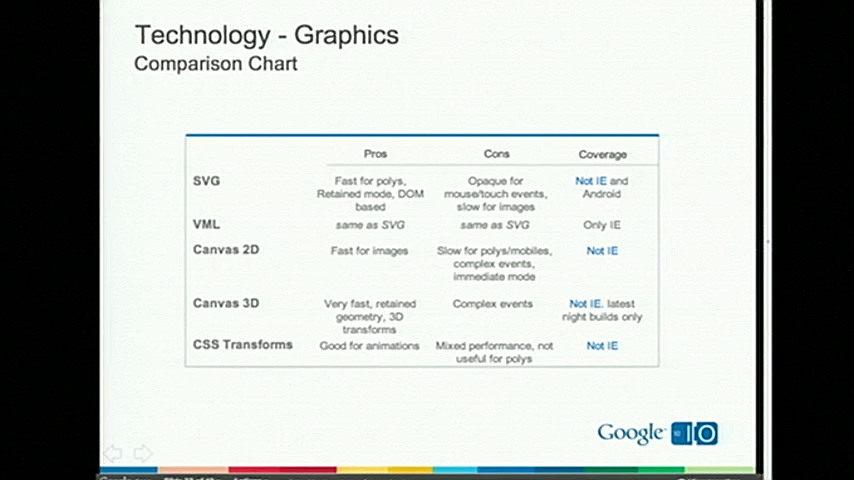 Technology - Graphics
Comparison Chart
Pros Cons Coverage
SVG
Fast for polys,
Retained mode, DOM
based
Opaque for
mouse/touch events,
slow for images
Not IE and
Android
VML
same as SVG
same as SVG
Only IE
Canvas 2D
Fast for images
Slow for polys/mobiles,
complex events,
immediate mode
Not IE
Canvas 3D
Very fast, retained
geometry, 3D
transforms
Complex events
Not IE. latest
night builds only
CSS Transforms
Good for animations
Mixed performance, not
useful for polys
Not IE
Google IO